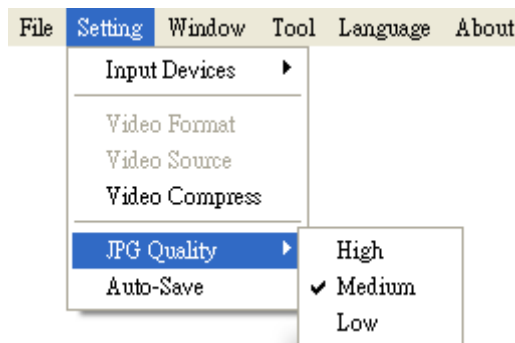 File Setting Window Tool Language About
Input Devices
Video Format
Video Source
Video Compress
JPG Quality
High
Auto-Save
Medium
Low